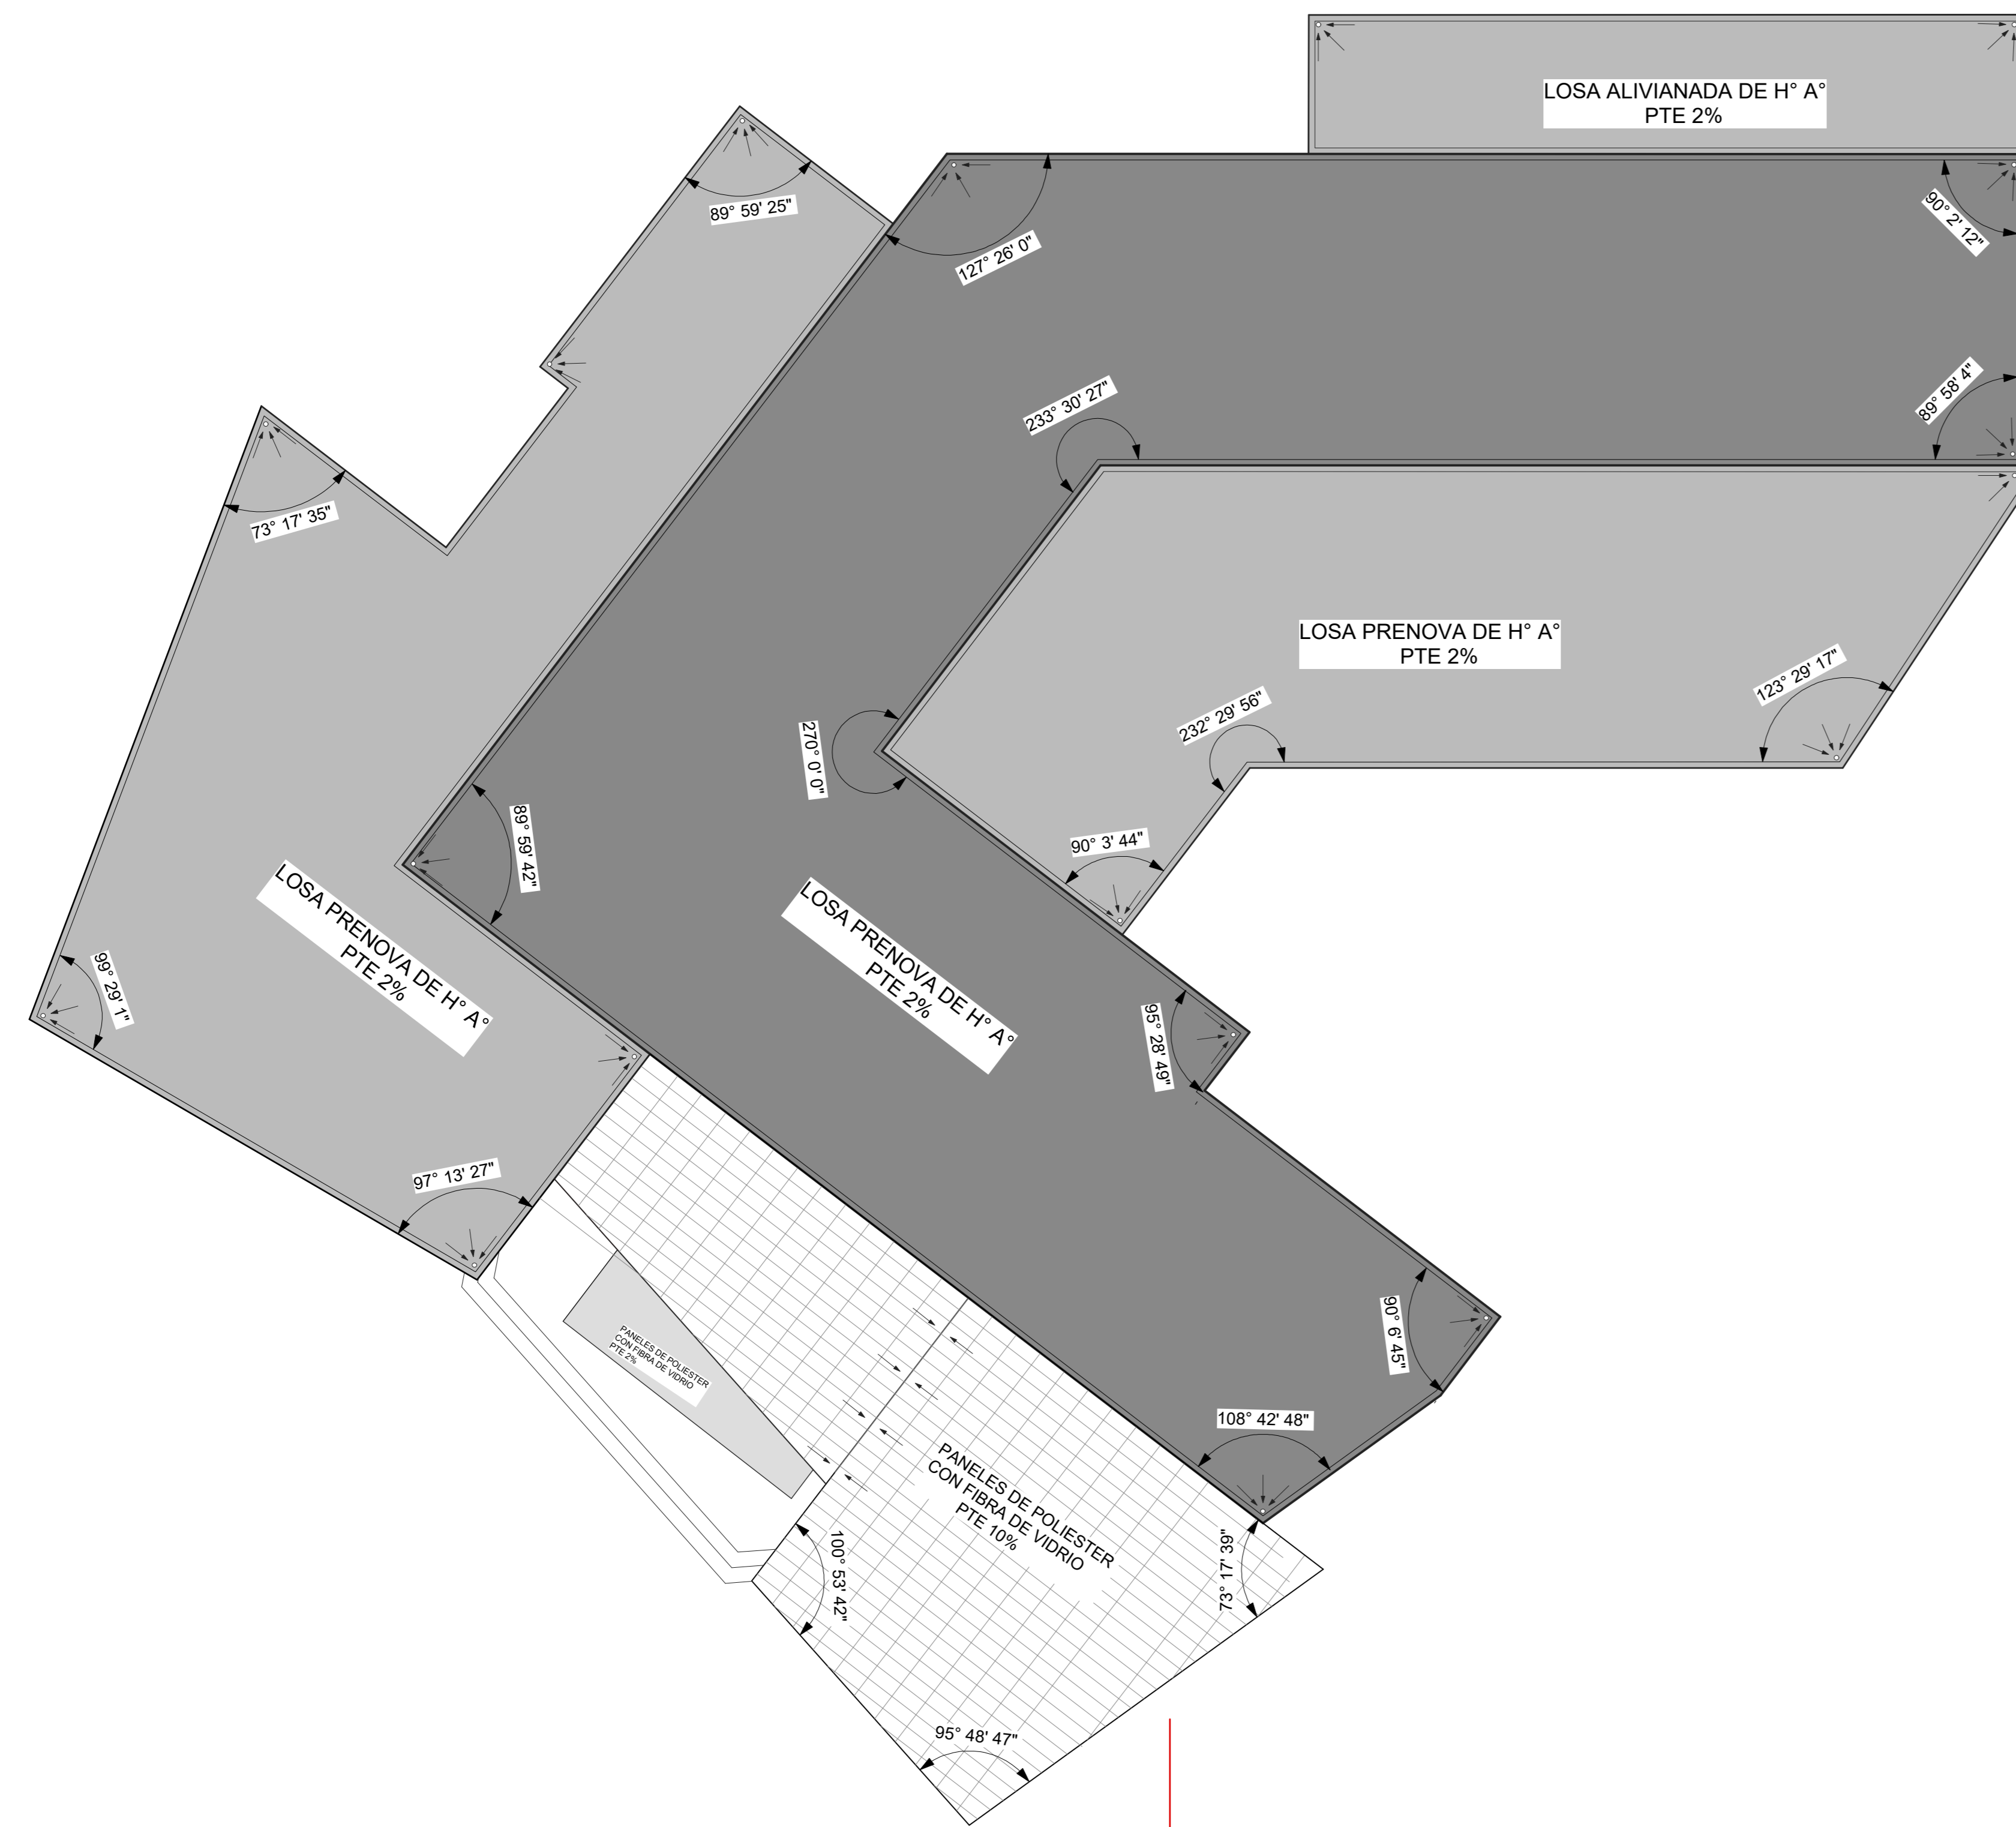 LOSA ALIVIANADA DE H° A°
PTE 2%
89° 59' 25"
127° 26' 0"
90° 2' 12"
89° 58' 4"
233° 30' 27"
73° 17' 35"
LOSA PRENOVA DE H° A°
PTE 2%
123° 29' 17"
232° 29' 56"
270° 0' 0"
90° 3' 44"
89° 59' 42"
LOSA PRENOVA DE H° A°
PTE 2%
LOSA PRENOVA DE H° A°
PTE 2%
99° 29' 1"
95° 28' 49"
97° 13' 27"
90° 6' 45"
PANELES DE POLIESTER
CON FIBRA DE VIDRIO
PTE 2%
108° 42' 48"
PANELES DE POLIESTER
CON FIBRA DE VIDRIO
PTE 10%
100° 53' 42"
73° 17' 39"
95° 48' 47"